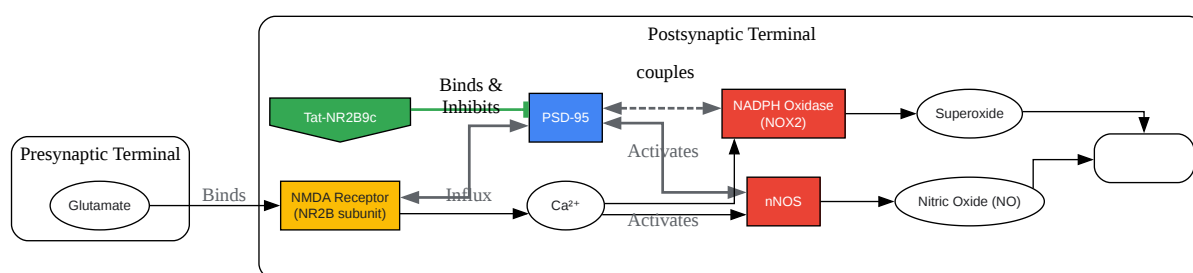 Postsynaptic Terminal
couples
Binds &
Inhibits
Tat-NR2B9c
PSD-95
NADPH Oxidase
(NOX2)
Superoxide
Presynaptic Terminal
Activates
Glutamate
Binds
NMDA Receptor
(NR2B subunit)
Influx
Ca²⁺
Activates
nNOS
Nitric Oxide (NO)